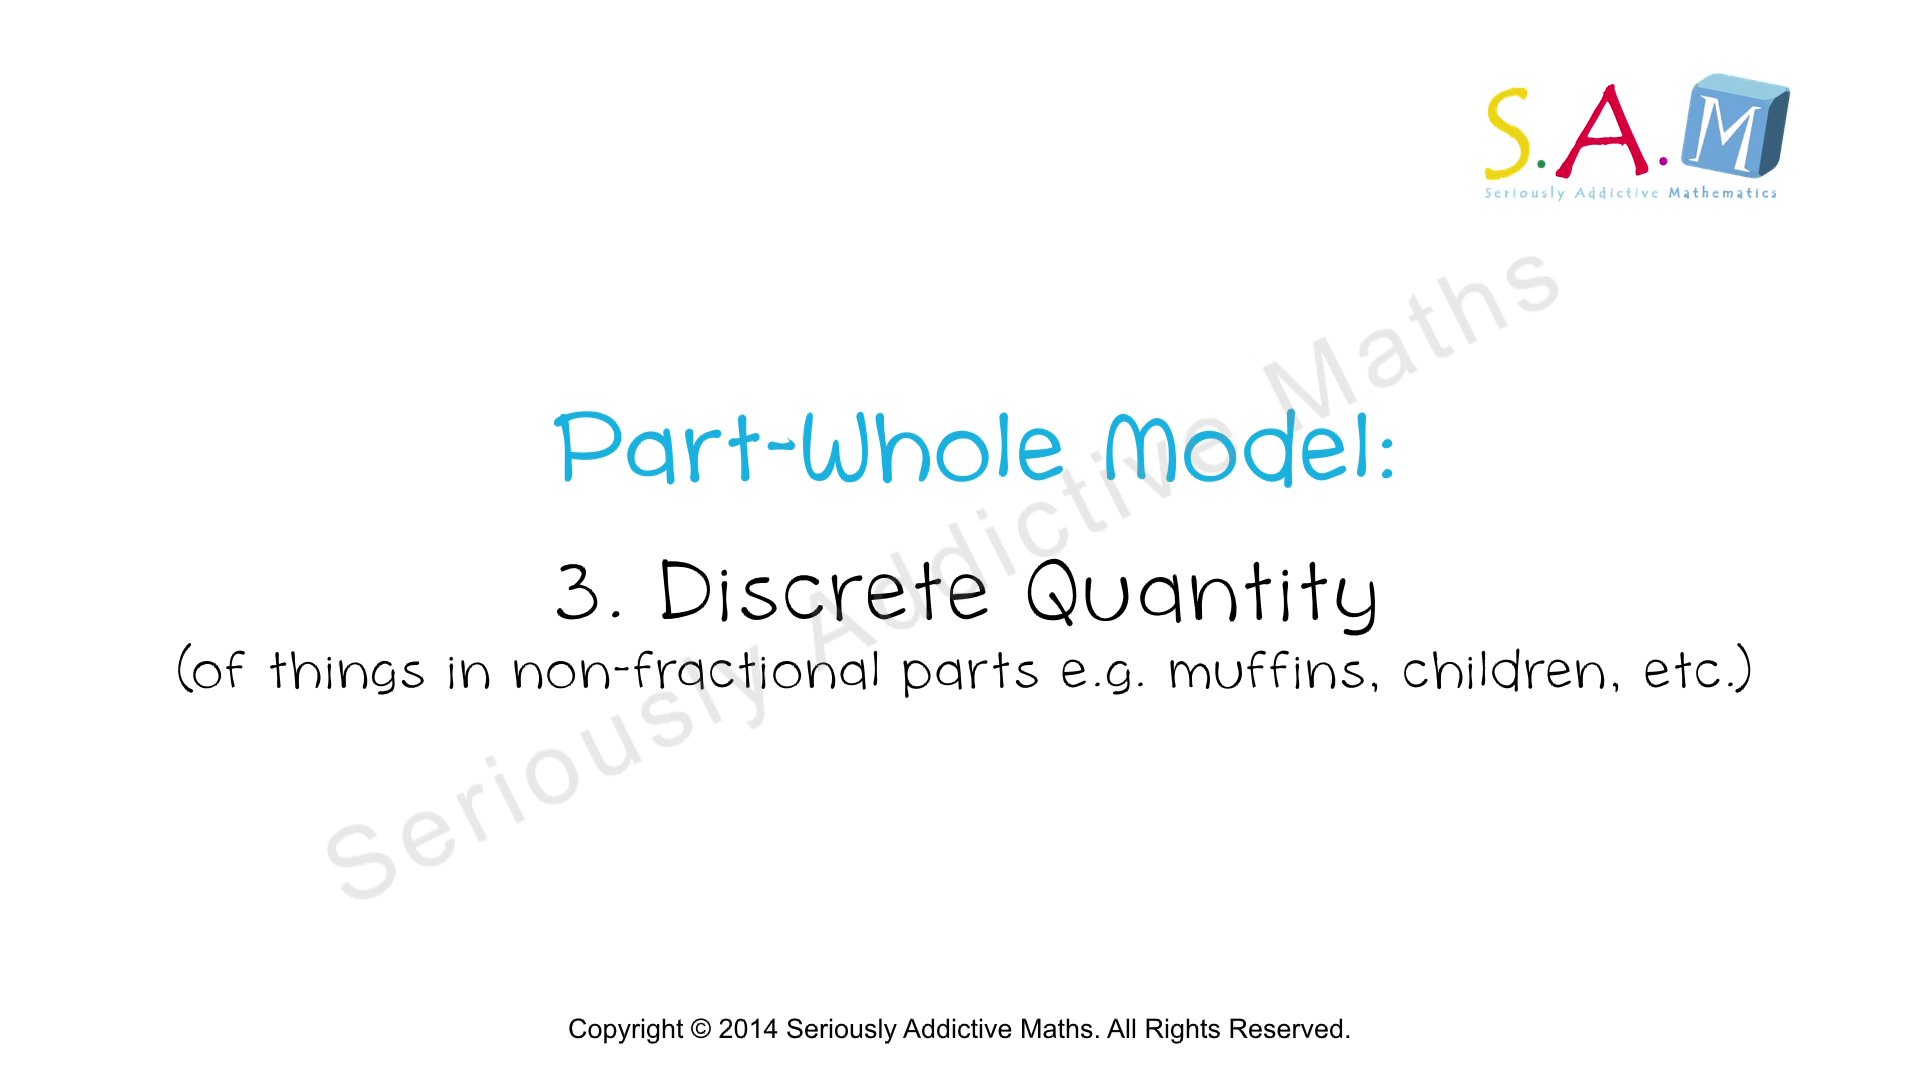 S.A.M
Seriously Addictive Mathematics
Part-Whole Model:
3. Discrete Quantity
(of things in non-fractional parts e.g. muffins, children, etc.)
Seriously Addictive Maths
Copyright © 2014 Seriously Addictive Maths. All Rights Reserved.